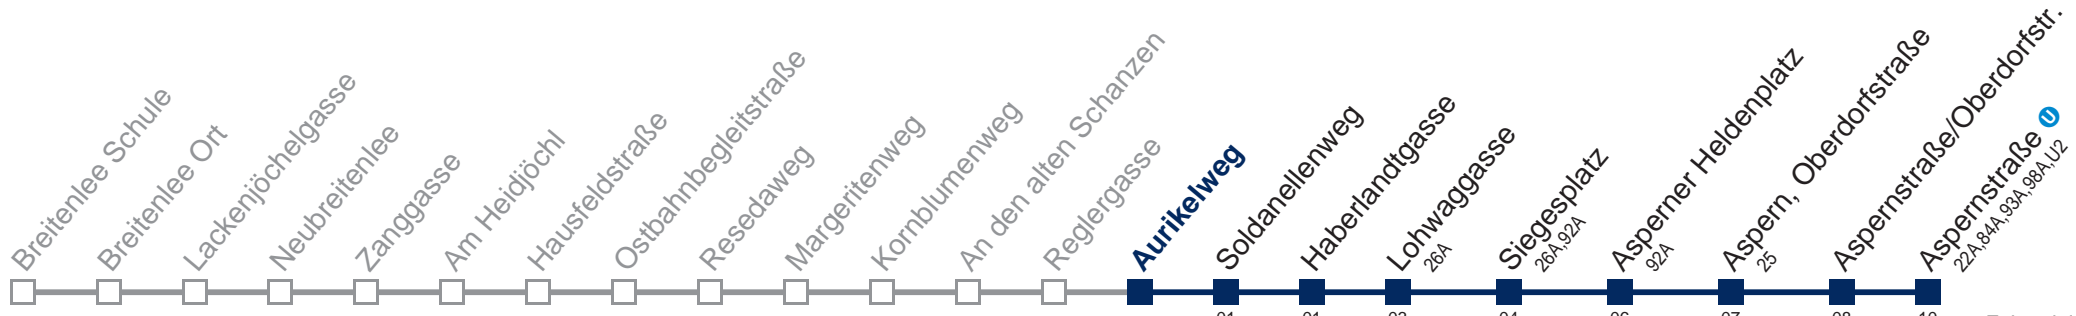 Breitenlee Schule
Breitenlee Ort
Lackenjöchelgasse
Neubreitenlee
Zanggasse
Am Heidjöchl
Hausfeldstraße
Ostbahnbegleitstraße
Resedaweg
Margeritenweg
Kornblumenweg
An den alten Schanzen
Reglergasse
Aurikelweg
Soldanellenweg
Haberlandtgasse
Lohwaggasse
26A
Siegesplatz
26A,92A
Asperner Heldenplatz
92A
Aspern, Oberdorfstraße
25
Aspernstraße/Oberdorfstr.
Aspernstraße U
22A,84A,93A,98A,U2